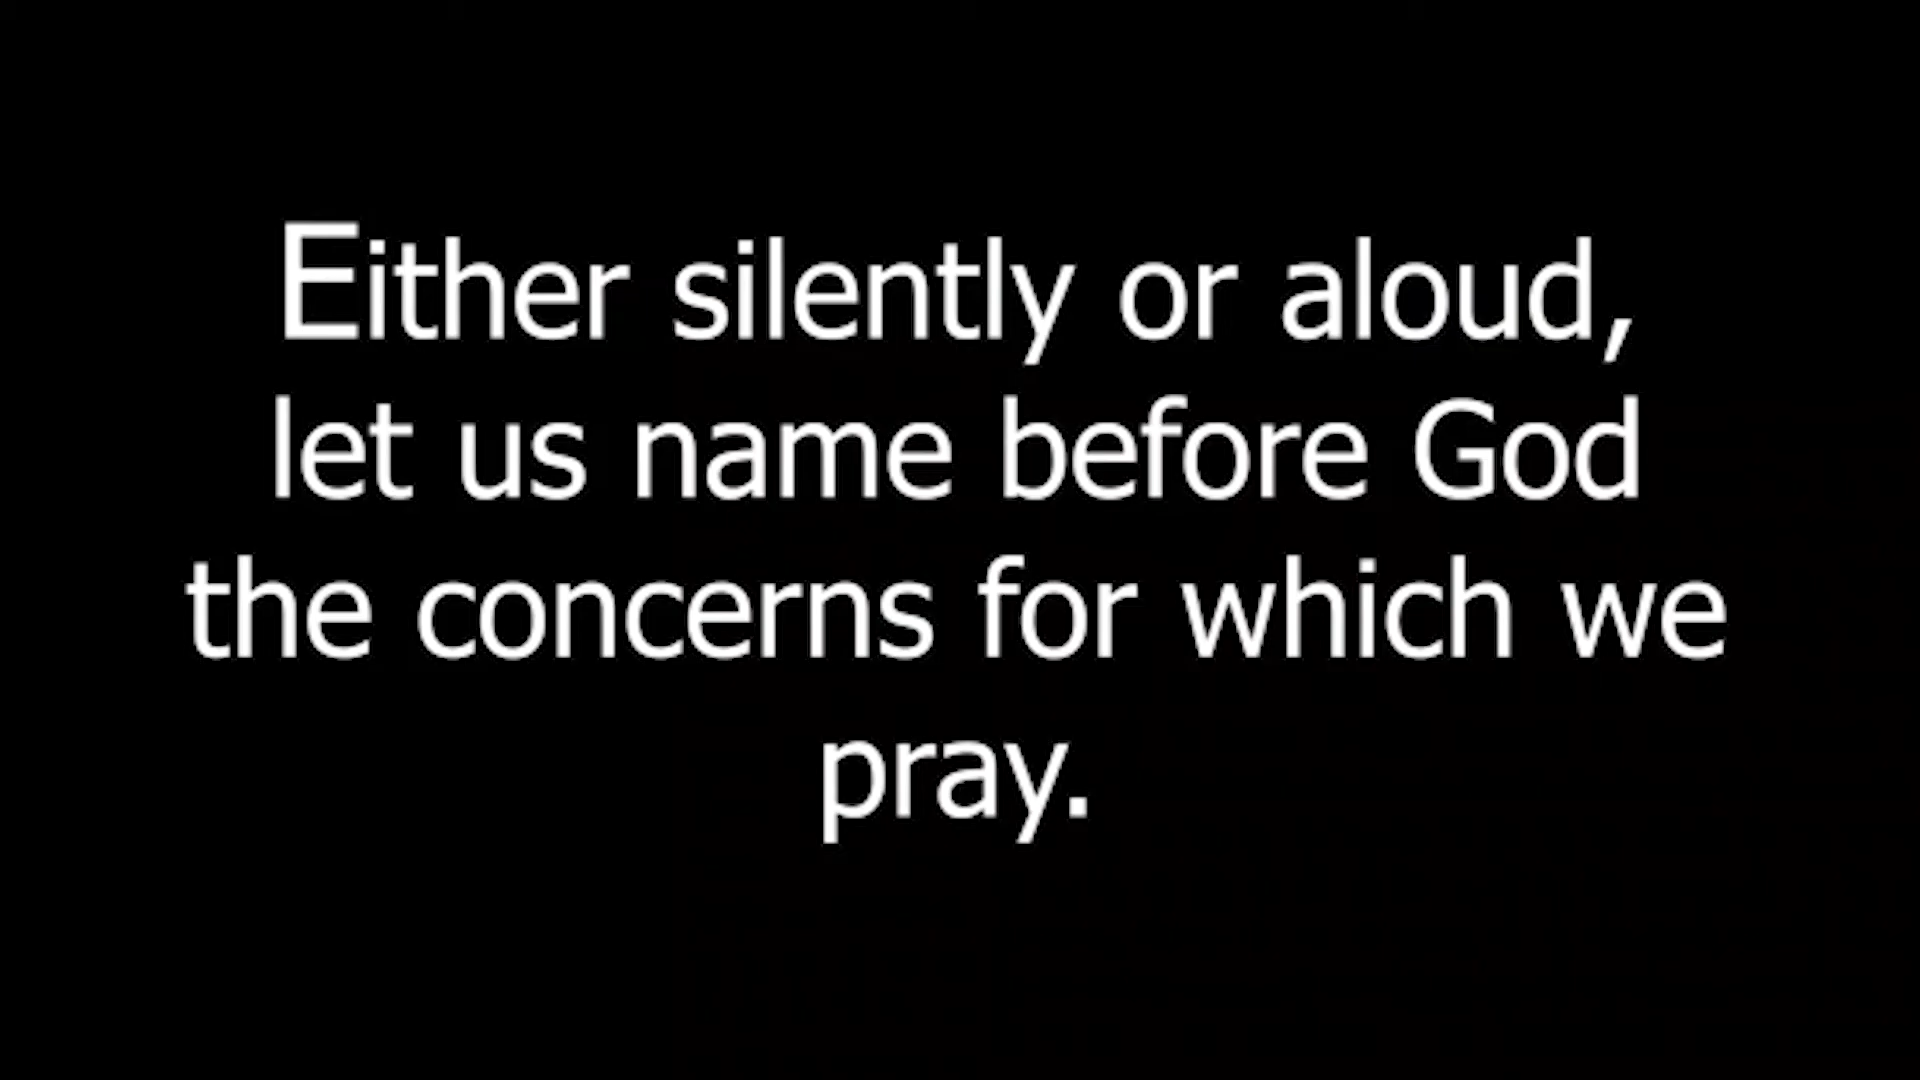 Either silently or aloud,
let us name before God
the concerns for which we
pray.